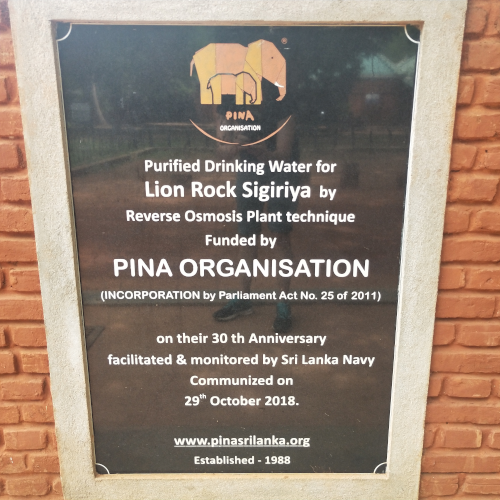 PINA
ORGANISATION
Purified Drinking Water for
Lion Rock Sigiriya by
Reverse Osmosis Plant technique
Funded by
PINA ORGANISATION
(INCORPORATION by Parliament Act No. 25 of 2011)
on their 30 th Anniversary
facilitated & monitored by Sri Lanka Navy
Communized on
29th October 2018.
www.pinasrilanka.org
Established - 1988